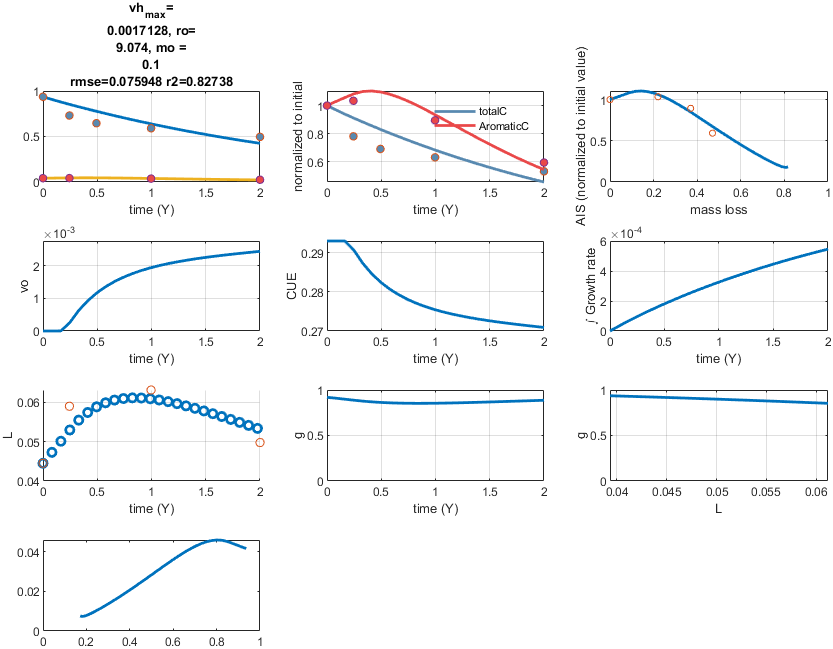 vh_max=
0.0017128, ro=
9.074, mo =
0.1
rmse=0.075948 r2=0.82738
1
0.5
0
0 0.5 1 1.5 2
time (Y)
normalized to initial
1
0.8
0.6
totalC
AromaticC
0 0.5 1 1.5 2
time (Y)
AIS (normalized to initial value)
1
0.5
0
0 0.2 0.4 0.6 0.8 1
mass loss
×10^-3
vo
2
1
0
0 0.5 1 1.5 2
time (Y)
CUE
0.29
0.28
0.27
0 0.5 1 1.5 2
time (Y)
×10^-4
∫ Growth rate
6
4
2
0
0 0.5 1 1.5 2
time (Y)
L
0.06
0.05
0.04
0 0.5 1 1.5 2
time (Y)
g
1
0.5
0
0 0.5 1 1.5 2
time (Y)
g
1
0.5
0
0.04 0.045 0.05 0.055 0.06
L
0.04
0.02
0
0 0.2 0.4 0.6 0.8 1